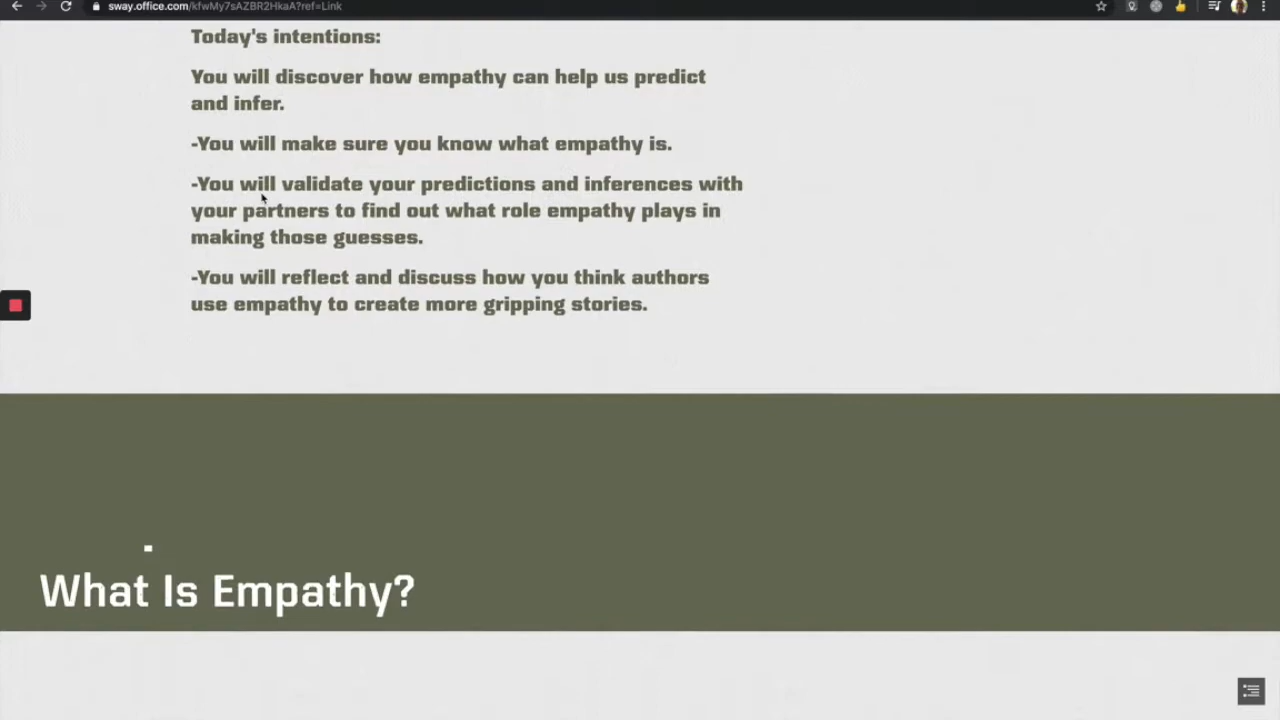 sway.office.com/kfwMy7sAZBR2HkaA?ref=Link
Today's intentions:
You will discover how empathy can help us predict
and infer.
-You will make sure you know what empathy is.
-You will validate your predictions and inferences with
your partners to find out what role empathy plays in
making those guesses.
-You will reflect and discuss how you think authors
use empathy to create more gripping stories.
What Is Empathy?